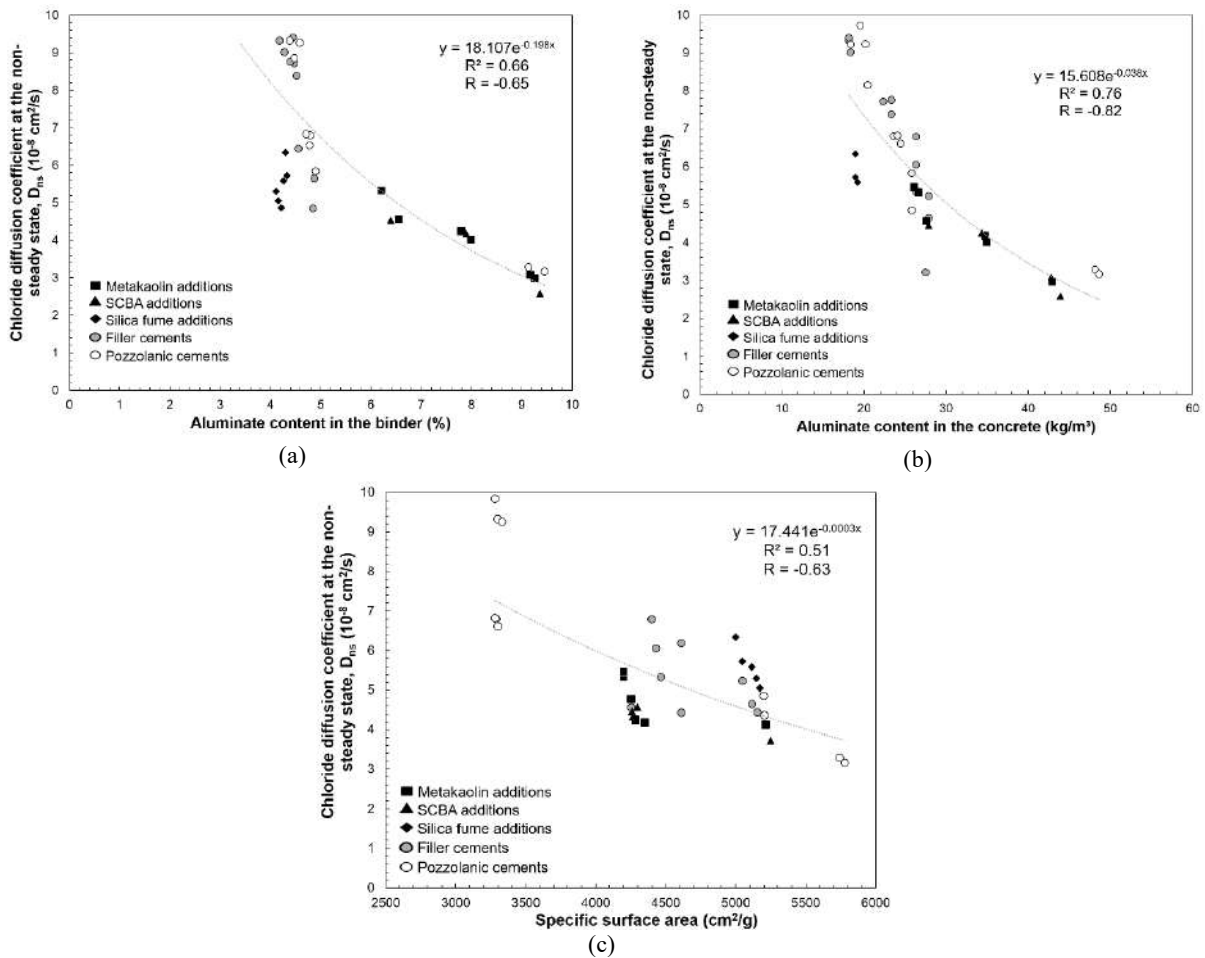 Chloride diffusion coefficient at the non-
steady state, Dns (10-8 cm2/s)
10
9
8
7
6
5
4
3
2
1
0
y = 18.107e-0.198x
R² = 0.66
R = -0.65
Metakaolin additions
SCBA additions
Silica fume additions
Filler cements
Pozzolanic cements
0 1 2 3 4 5 6 7 8 9 10
Aluminate content in the binder (%)
(a)
Chloride diffusion coefficient at the non-steady
state, Dns (10-8 cm2/s)
10
9
8
7
6
5
4
3
2
1
0
y = 15.608e-0.038x
R² = 0.76
R = -0.82
Metakaolin additions
SCBA additions
Silica fume additions
Filler cements
Pozzolanic cements
0 10 20 30 40 50 60
Aluminate content in the concrete (kg/m³)
(b)
Chloride diffusion coefficient at the non-
steady state, Dns (10-8 cm2/s)
10
9
8
7
6
5
4
3
2
1
0
y = 17.441e-0.0003x
R² = 0.51
R = -0.63
Metakaolin additions
SCBA additions
Silica fume additions
Filler cements
Pozzolanic cements
2500 3000 3500 4000 4500 5000 5500 6000
Specific surface area (cm2/g)
(c)